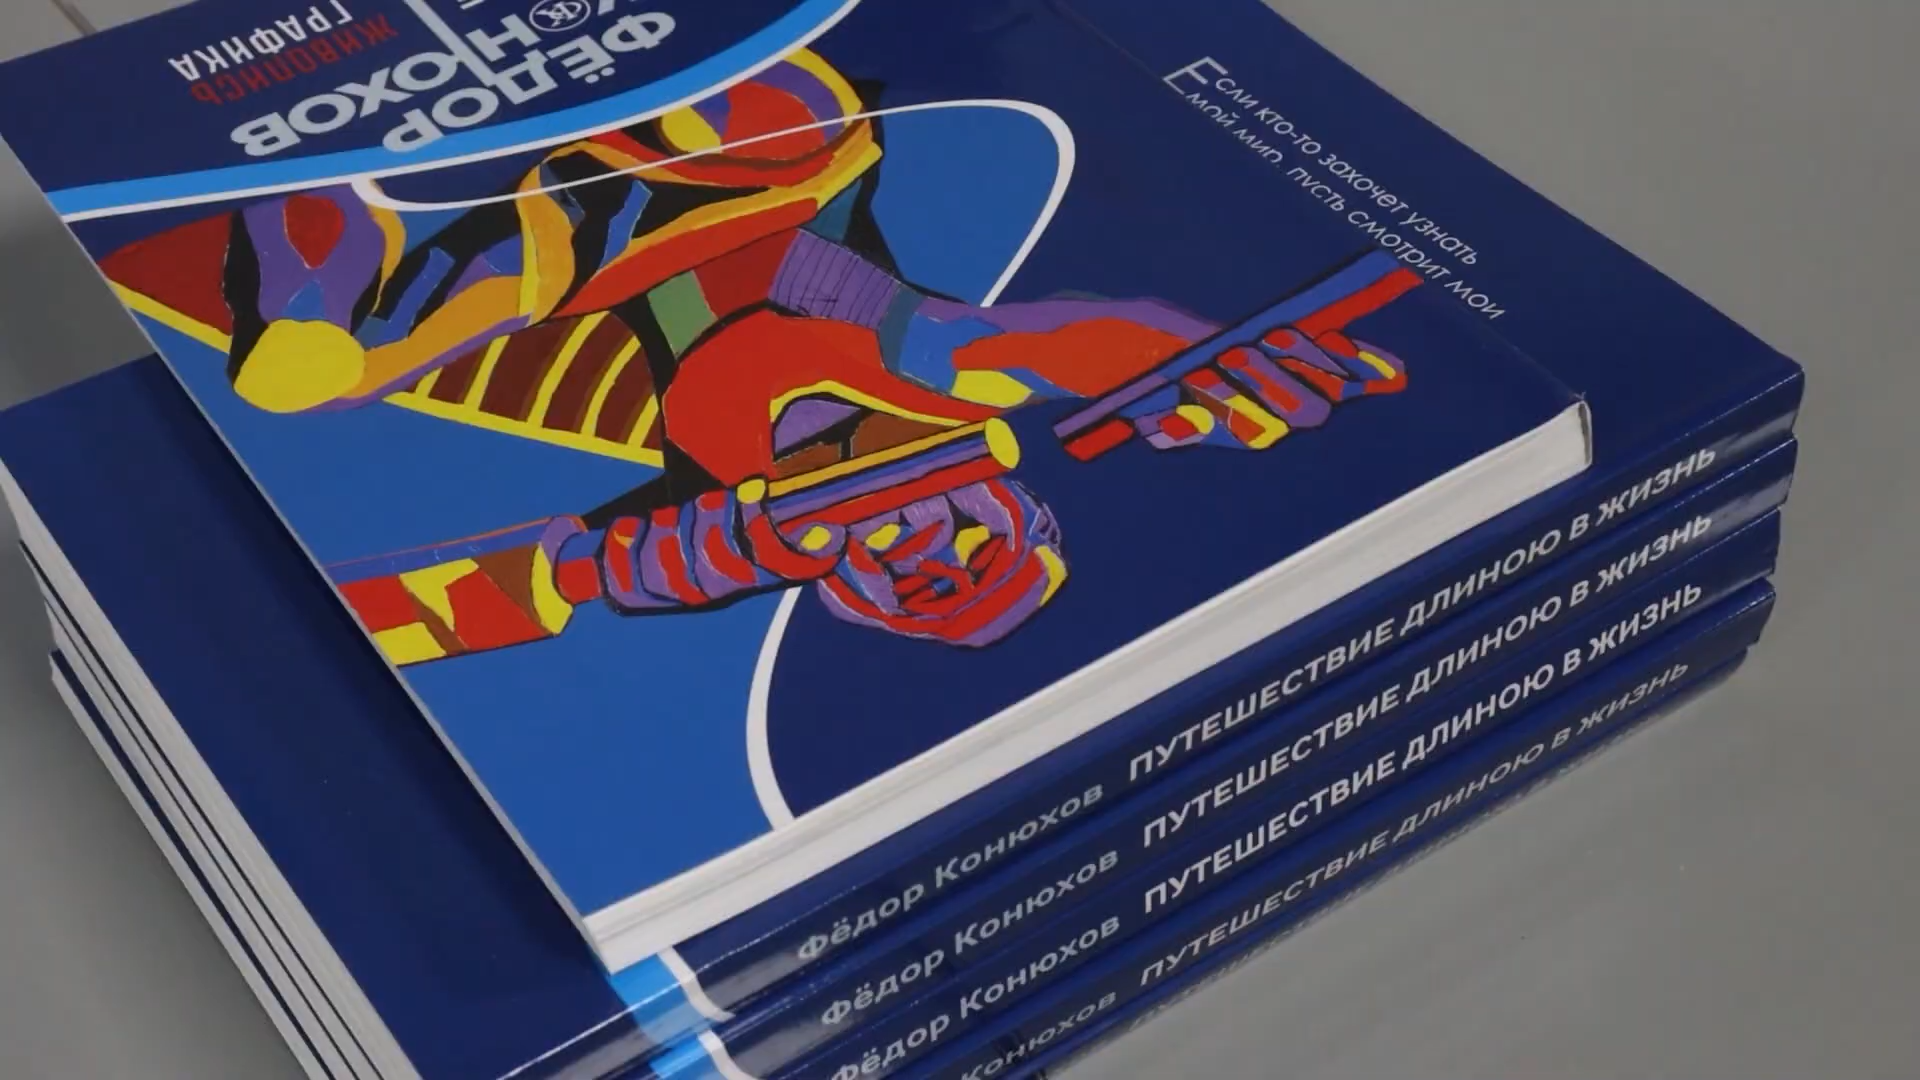 ФЁДОР
КОНЮХОВ
ЖИВОПИСЬ
ГРАФИКА
Если кто-то захочет узнать
мой мир, пусть смотрит мои
Фёдор Конюхов ПУТЕШЕСТВИЕ ДЛИНОЮ В ЖИЗНЬ
Фёдор Конюхов ПУТЕШЕСТВИЕ ДЛИНОЮ В ЖИЗНЬ
Фёдор Конюхов ПУТЕШЕСТВИЕ ДЛИНОЮ В ЖИЗНЬ
Конюхов ПУТЕШЕСТВИЕ ДЛИНОЮ В ЖИЗНЬ